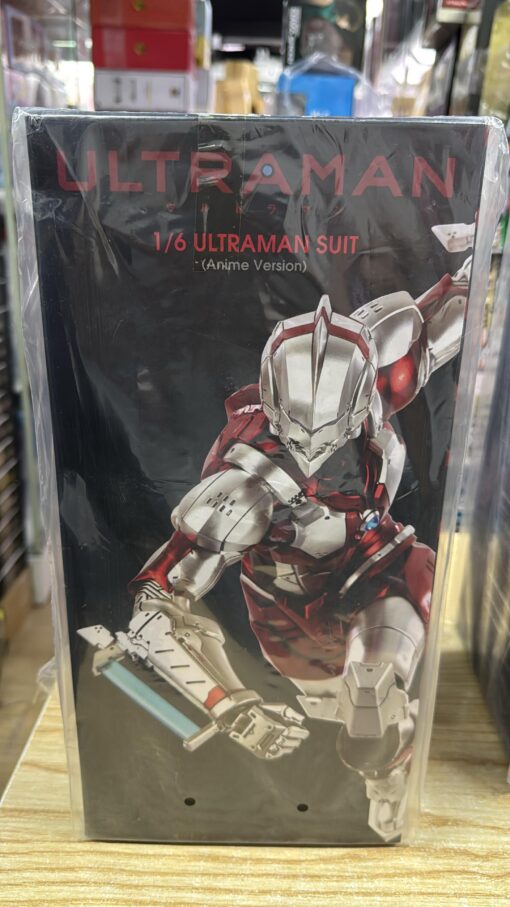 ULTRAMAN
1/6 ULTRAMAN SUIT
(Anime Version)